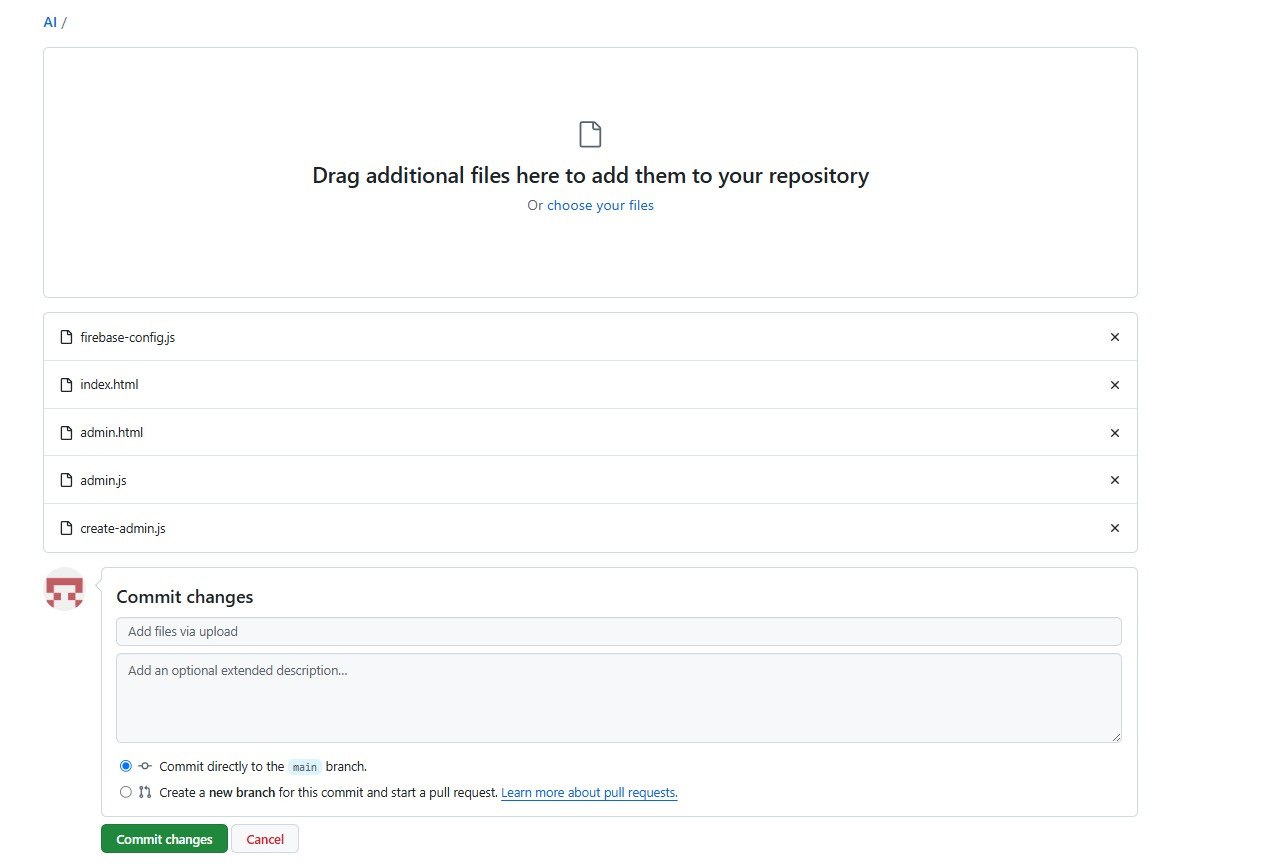 AI /
Drag additional files here to add them to your repository
Or choose your files
firebase-config.js
index.html
admin.html
admin.js
create-admin.js
Commit changes
Add files via upload
Add an optional extended description...
Commit directly to the main branch.
Create a new branch for this commit and start a pull request. Learn more about pull requests.
Commit changes Cancel